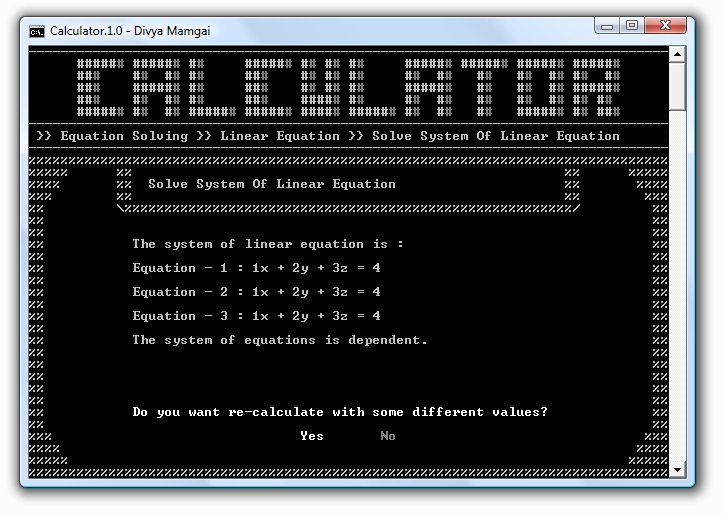 Calculator.1.0 - Divya Mamgai
CALCULATOR
>> Equation Solving >> Linear Equation >> Solve System Of Linear Equation
Solve System Of Linear Equation
The system of linear equation is :
Equation - 1 : 1x + 2y + 3z = 4
Equation - 2 : 1x + 2y + 3z = 4
Equation - 3 : 1x + 2y + 3z = 4
The system of equations is dependent.
Do you want re-calculate with some different values?
Yes No